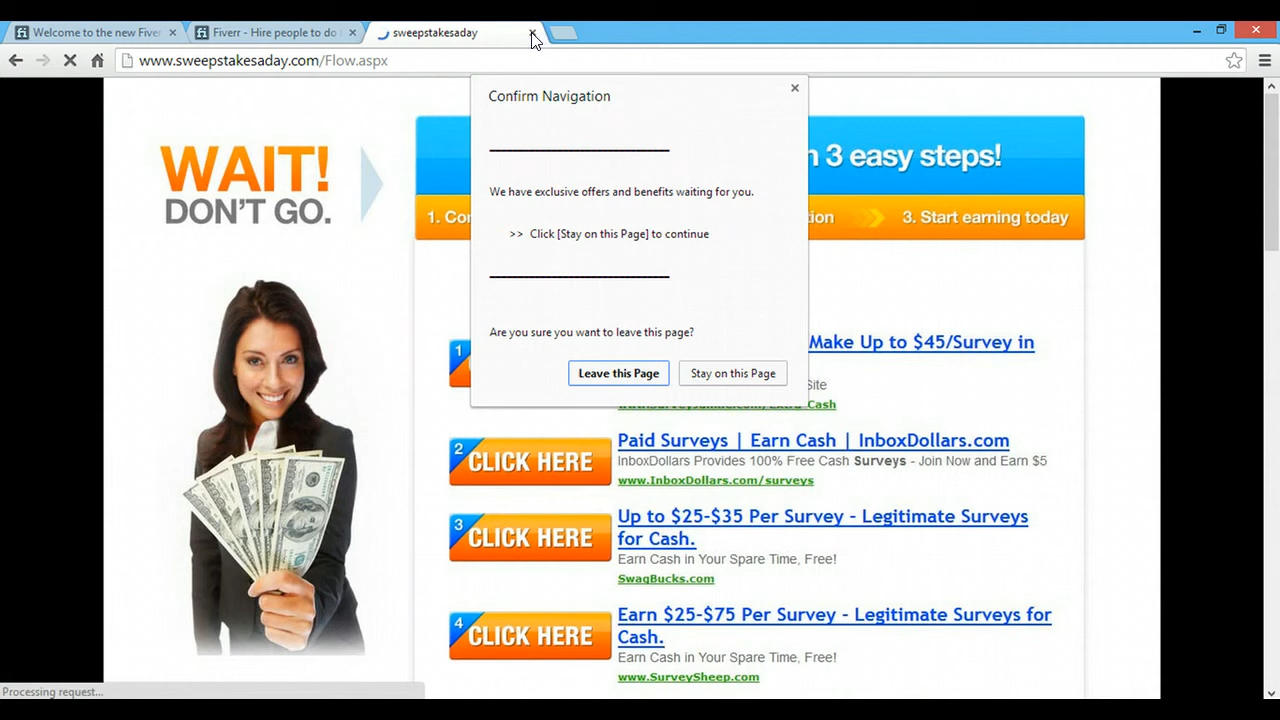 Welcome to the new Fiver
Fiverr - Hire people to do
sweepstakesaday
www.sweepstakesaday.com/Flow.aspx
Confirm Navigation
We have exclusive offers and benefits waiting for you.
>> Click [Stay on this Page] to continue
Are you sure you want to leave this page?
Leave this Page
Stay on this Page
WAIT!
DON'T GO.
3 easy steps!
1. Co
3. Start earning today
1
Make Up to $45/Survey in
Site
2
CLICK HERE
Paid Surveys | Earn Cash | InboxDollars.com
InboxDollars Provides 100% Free Cash Surveys - Join Now and Earn $5
www.InboxDollars.com/surveys
3
CLICK HERE
Up to $25-$35 Per Survey - Legitimate Surveys
for Cash.
Earn Cash in Your Spare Time, Free!
SwagBucks.com
4
CLICK HERE
Earn $25-$75 Per Survey - Legitimate Surveys for
Cash.
Earn Cash in Your Spare Time, Free!
www.SurveySheep.com
Processing request...